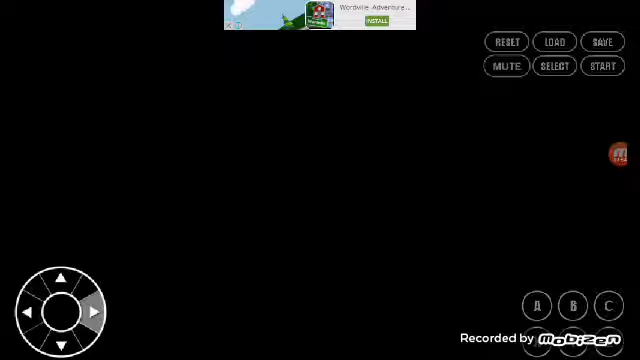 Wordville Adventure...
INSTALL
RESET
LOAD
SAVE
MUTE
SELECT
START
A
B
C
Recorded by MOBIZEN